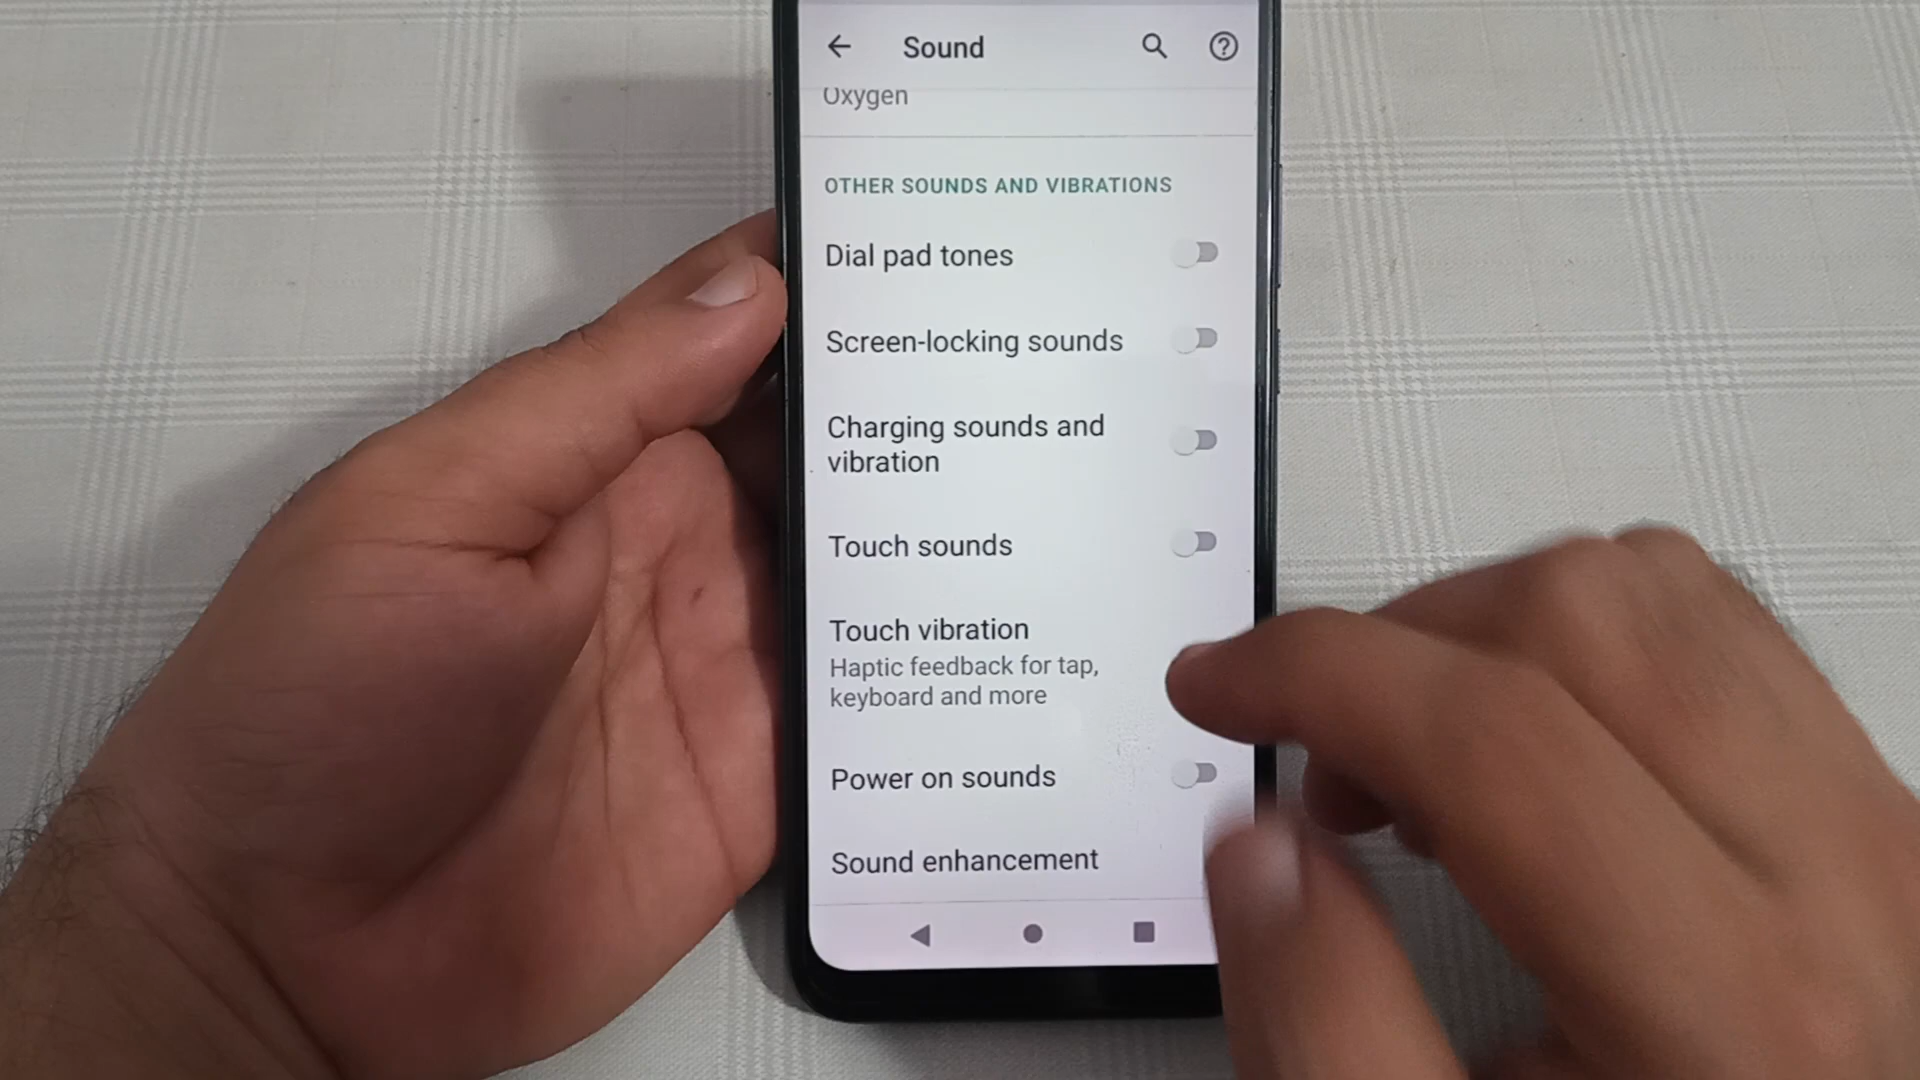 Sound
Oxygen
OTHER SOUNDS AND VIBRATIONS
Dial pad tones
Screen-locking sounds
Charging sounds and
vibration
Touch sounds
Touch vibration
Haptic feedback for tap,
keyboard and more
Power on sounds
Sound enhancement